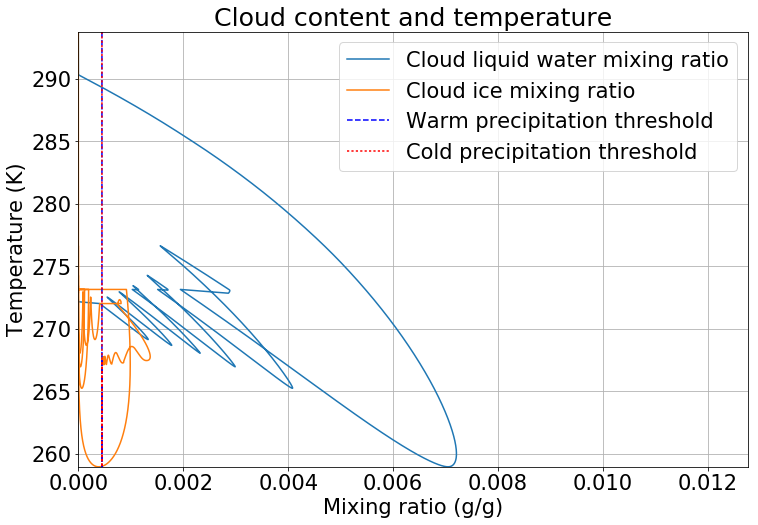 Cloud content and temperature
Cloud liquid water mixing ratio
Cloud ice mixing ratio
Warm precipitation threshold
Cold precipitation threshold
Temperature (K)
290
285
280
275
270
265
260
0.000 0.002 0.004 0.006 0.008 0.010 0.012
Mixing ratio (g/g)